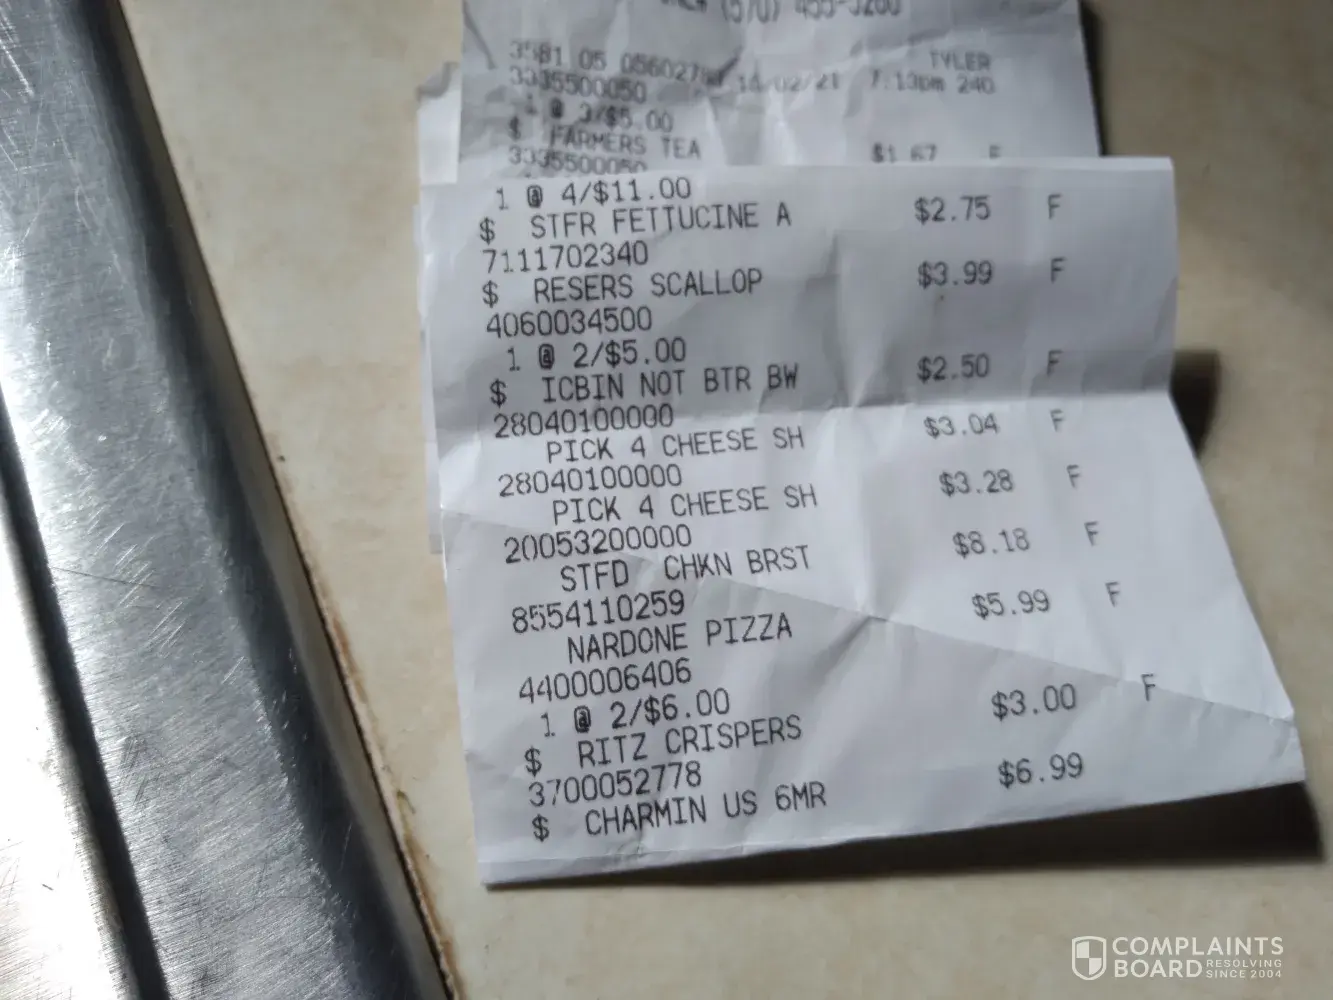 (570) 455-5280
TYLER
3581 05 7.13pm 240
3335500050
1 @ 3/$5.00
$ FARMERS TEA $1.67 F
3335500050
1 @ 4/$11.00
$ STFR FETTUCINE A $2.75 F
7111702340
$ RESERS SCALLOP $3.99 F
4060034500
1 @ 2/$5.00
$ ICBIN NOT BTR BW $2.50 F
28040100000
PICK 4 CHEESE SH $3.04 F
28040100000
PICK 4 CHEESE SH $3.28 F
20053200000
STFD CHKN BRST $8.18 F
8554110259
NARDONE PIZZA $5.99 F
4400006406
1 @ 2/$6.00
$ RITZ CRISPERS $3.00 F
3700052778
$ CHARMIN US 6MR $6.99
COMPLAINTS
BOARD RESOLVING
SINCE 2004